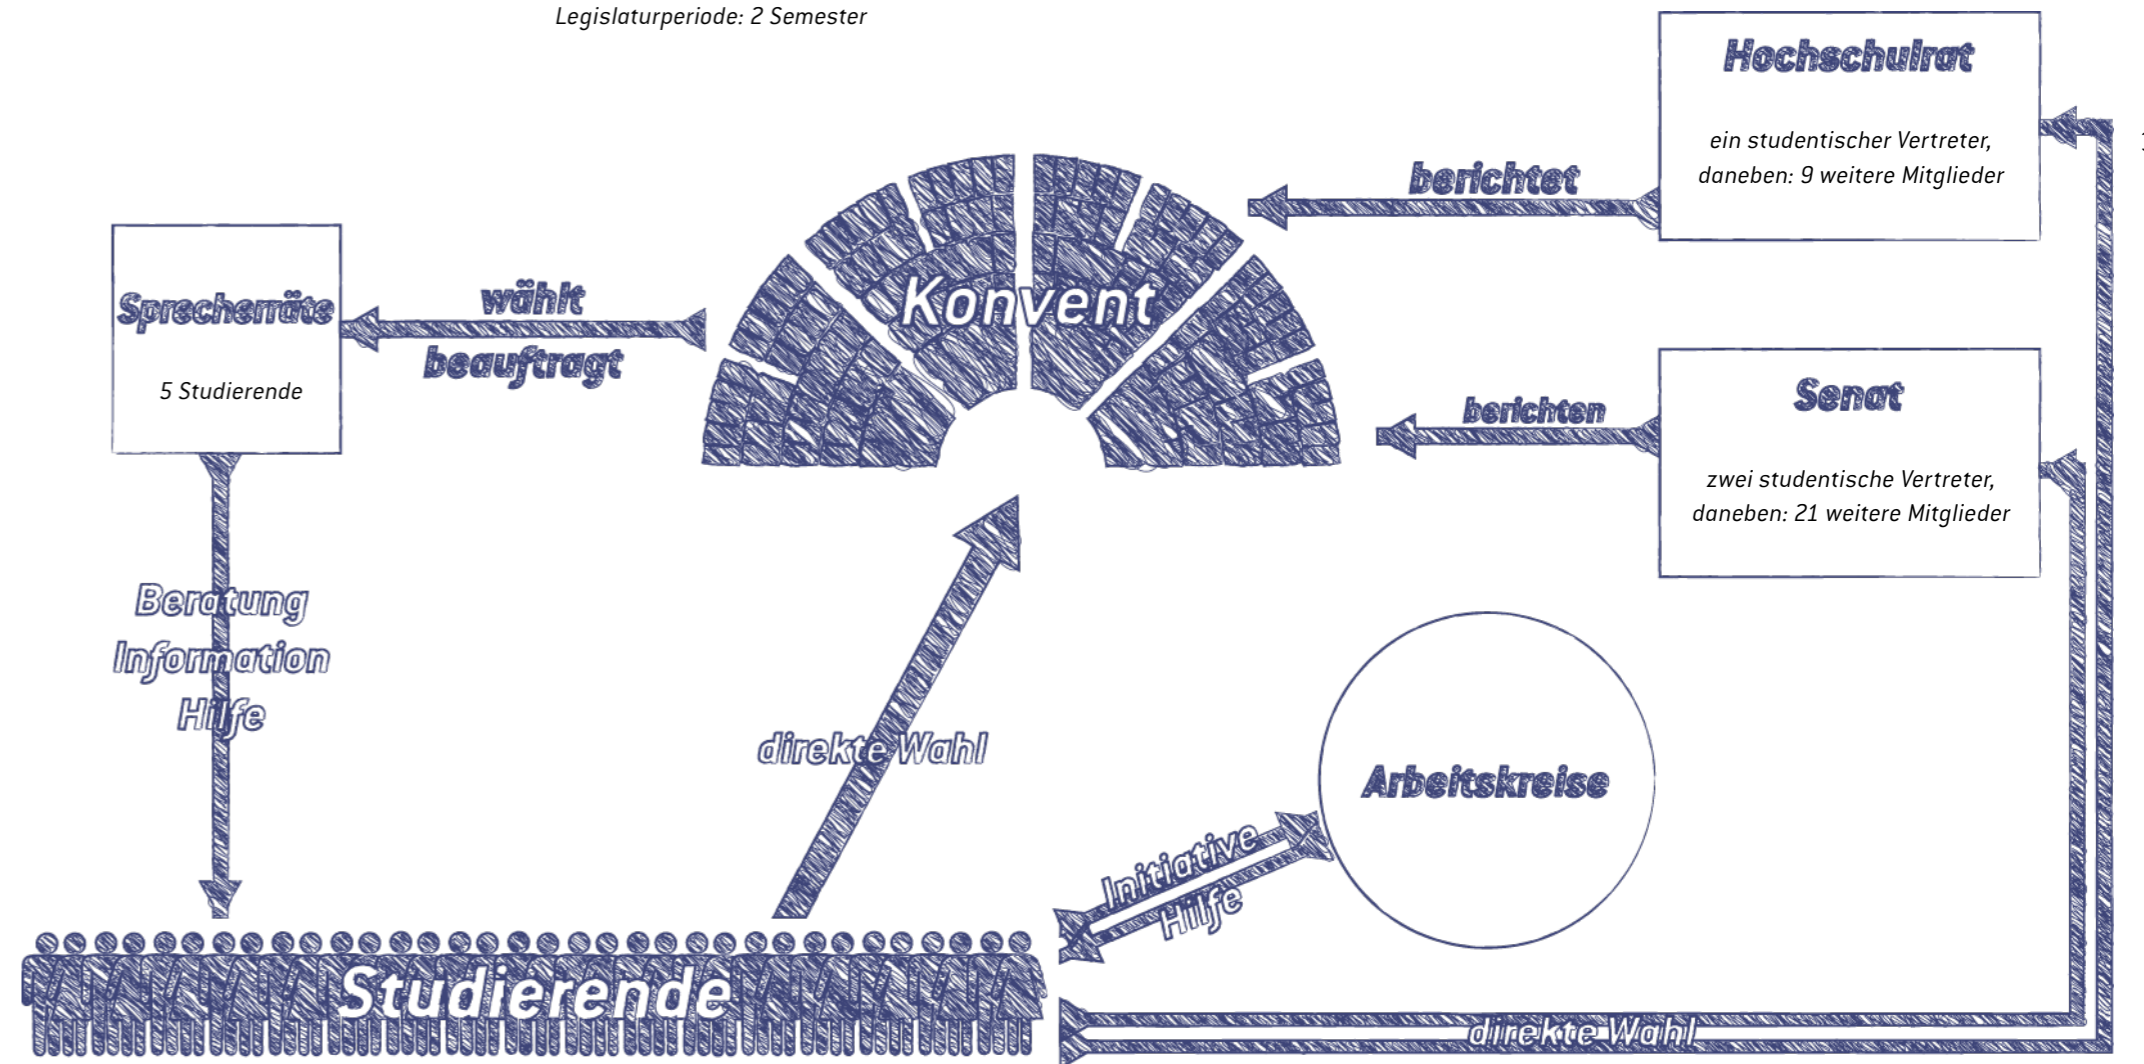 Legislaturperiode: 2 Semester
Hochschulrat
ein studentischer Vertreter,
daneben: 9 weitere Mitglieder
berichtet
Sprecherräte
5 Studierende
wählt
beauftragt
Konvent
berichten
Senat
zwei studentische Vertreter,
daneben: 21 weitere Mitglieder
Beratung
Information
Hilfe
direkte Wahl
Arbeitskreise
Initiative
Hilfe
Studierende
direkte Wahl